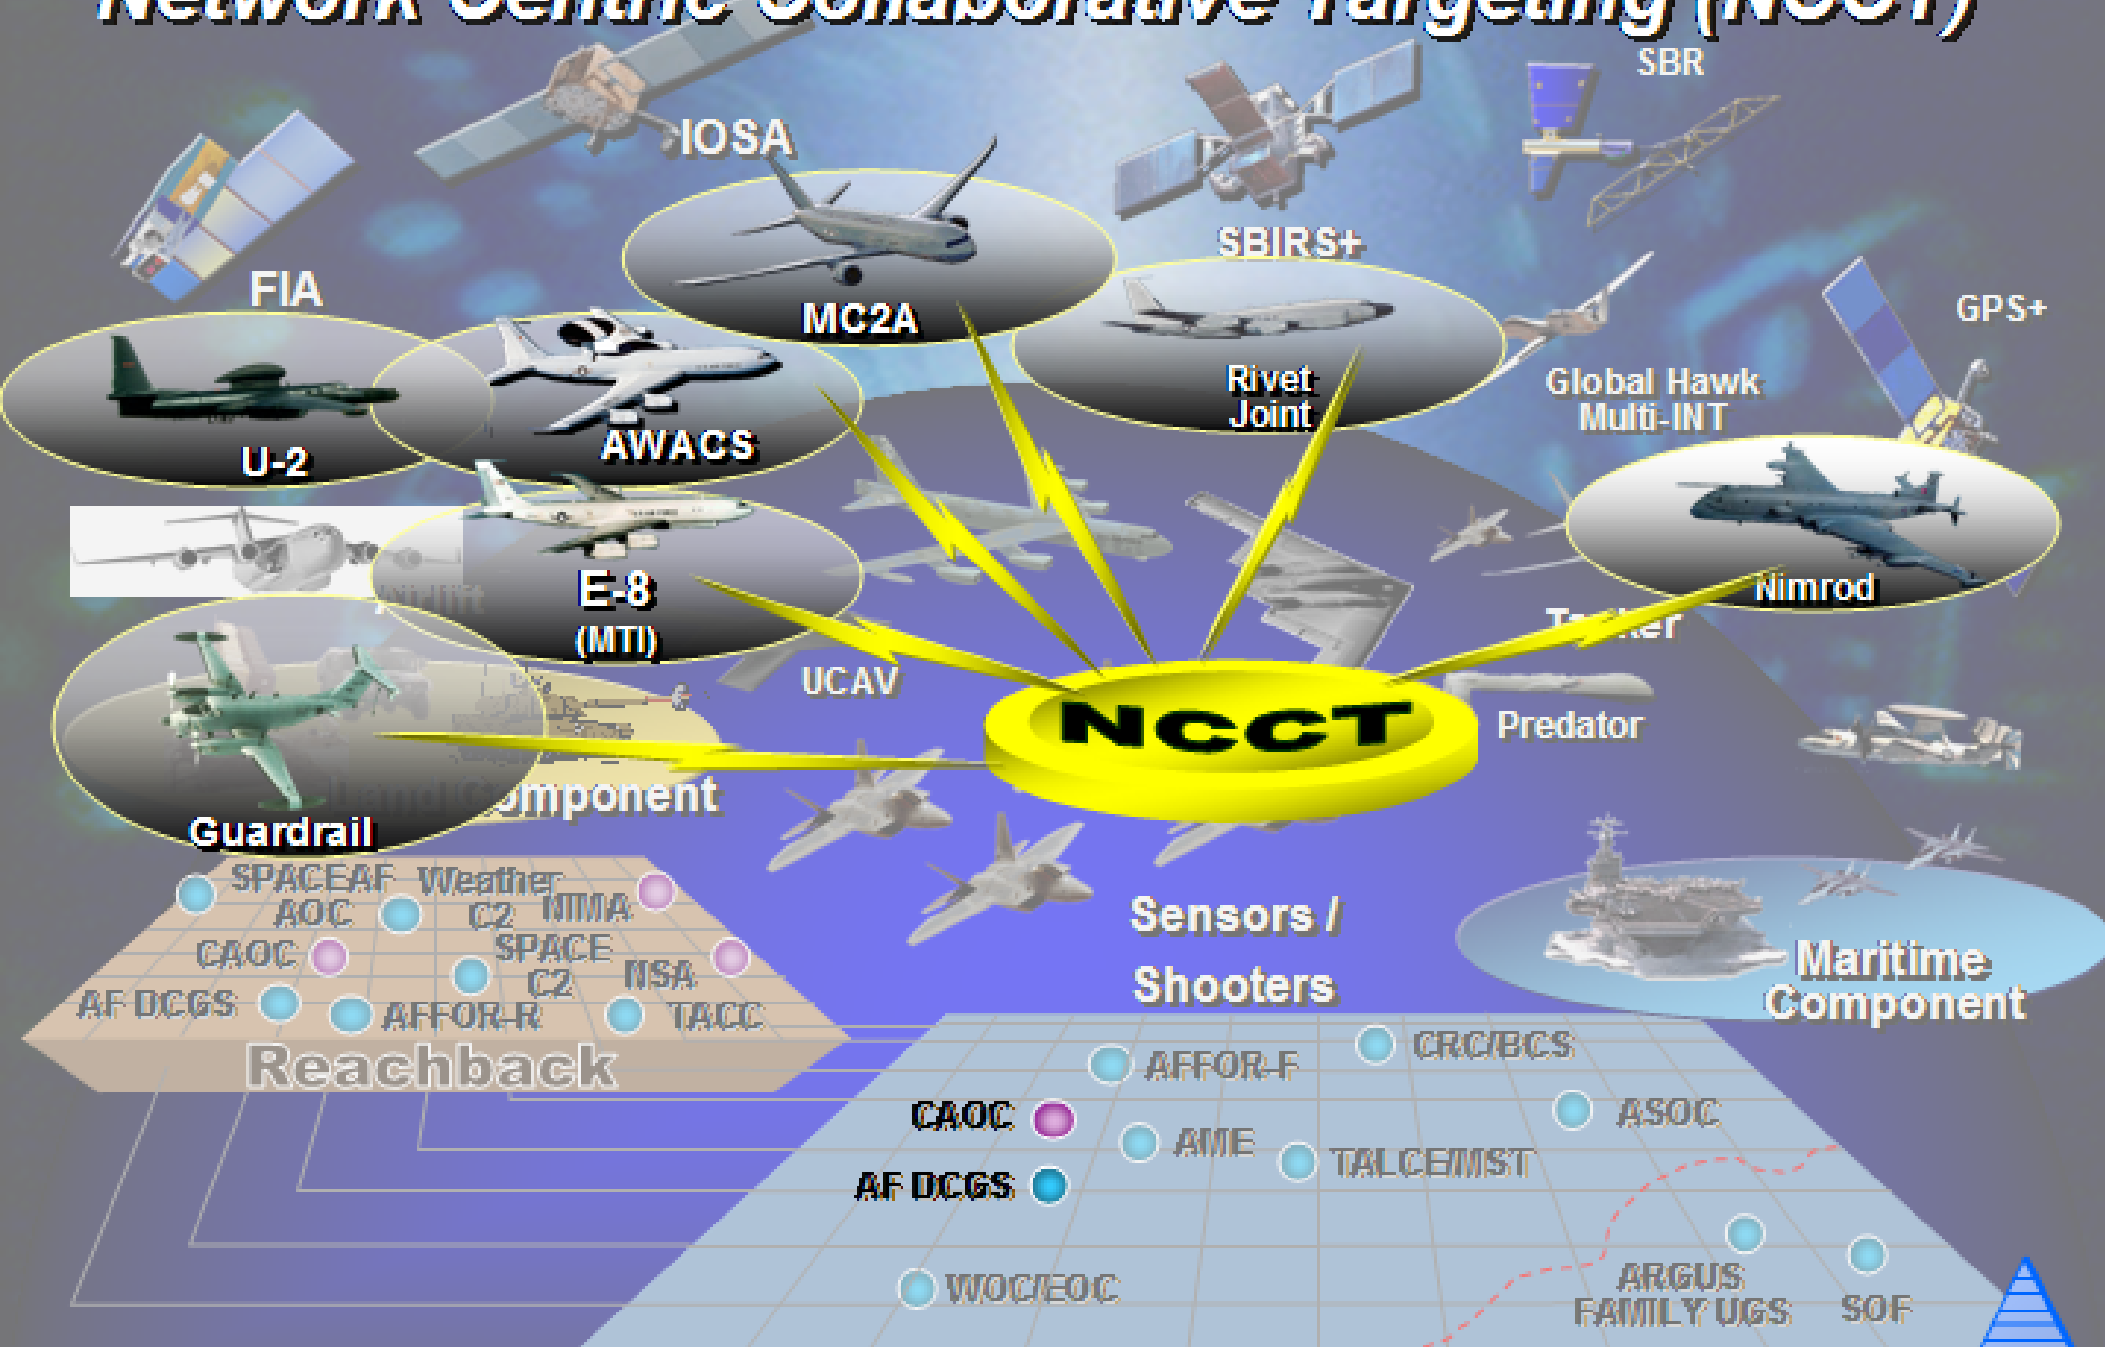 Network Centric Collaborative Targeting (NCCT)
SBR
IOSA
SBIRS+
FIA
MC2A
GPS+
Rivet
Joint
Global Hawk
Multi-INT
AWACS
U-2
E-8
(MTI)
Airlift
Nimrod
Tanker
UCAV
NCCT
Predator
Land Component
Guardrail
SPACEAF
AOC
Weather
C2
NIMA
CAOC
SPACE
C2
NSA
AF DCGS
AFFOR-R
TACC
Reachback
Sensors /
Shooters
Maritime
Component
AFFOR-F
CRC/BCS
CAOC
AME
ASOC
TALCE/MST
AF DCGS
WOC/EOC
ARGUS
FAMILY UGS
SOF